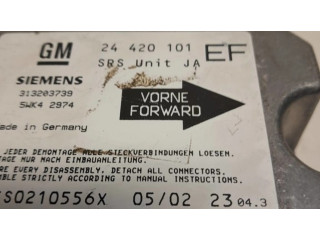 GM 24 420 101 EF
SRS Unit JA
SIEMENS
313203739
5WK4 2974
VORNE
FORWARD
ade in Germany
JEDER DEMONTAGE ALLE STECKVERBINDUNGEN LOESEN.
TAGE NUR NACH EINBAUANLEITUNG.
RE EVERY DISASSEMBLY, DETACH ALL CONNECTORS.
MBLE STRICTLY ACCORDING TO MANUAL INSTRUCTIONS.
S0210556X 05/02 23 04.3